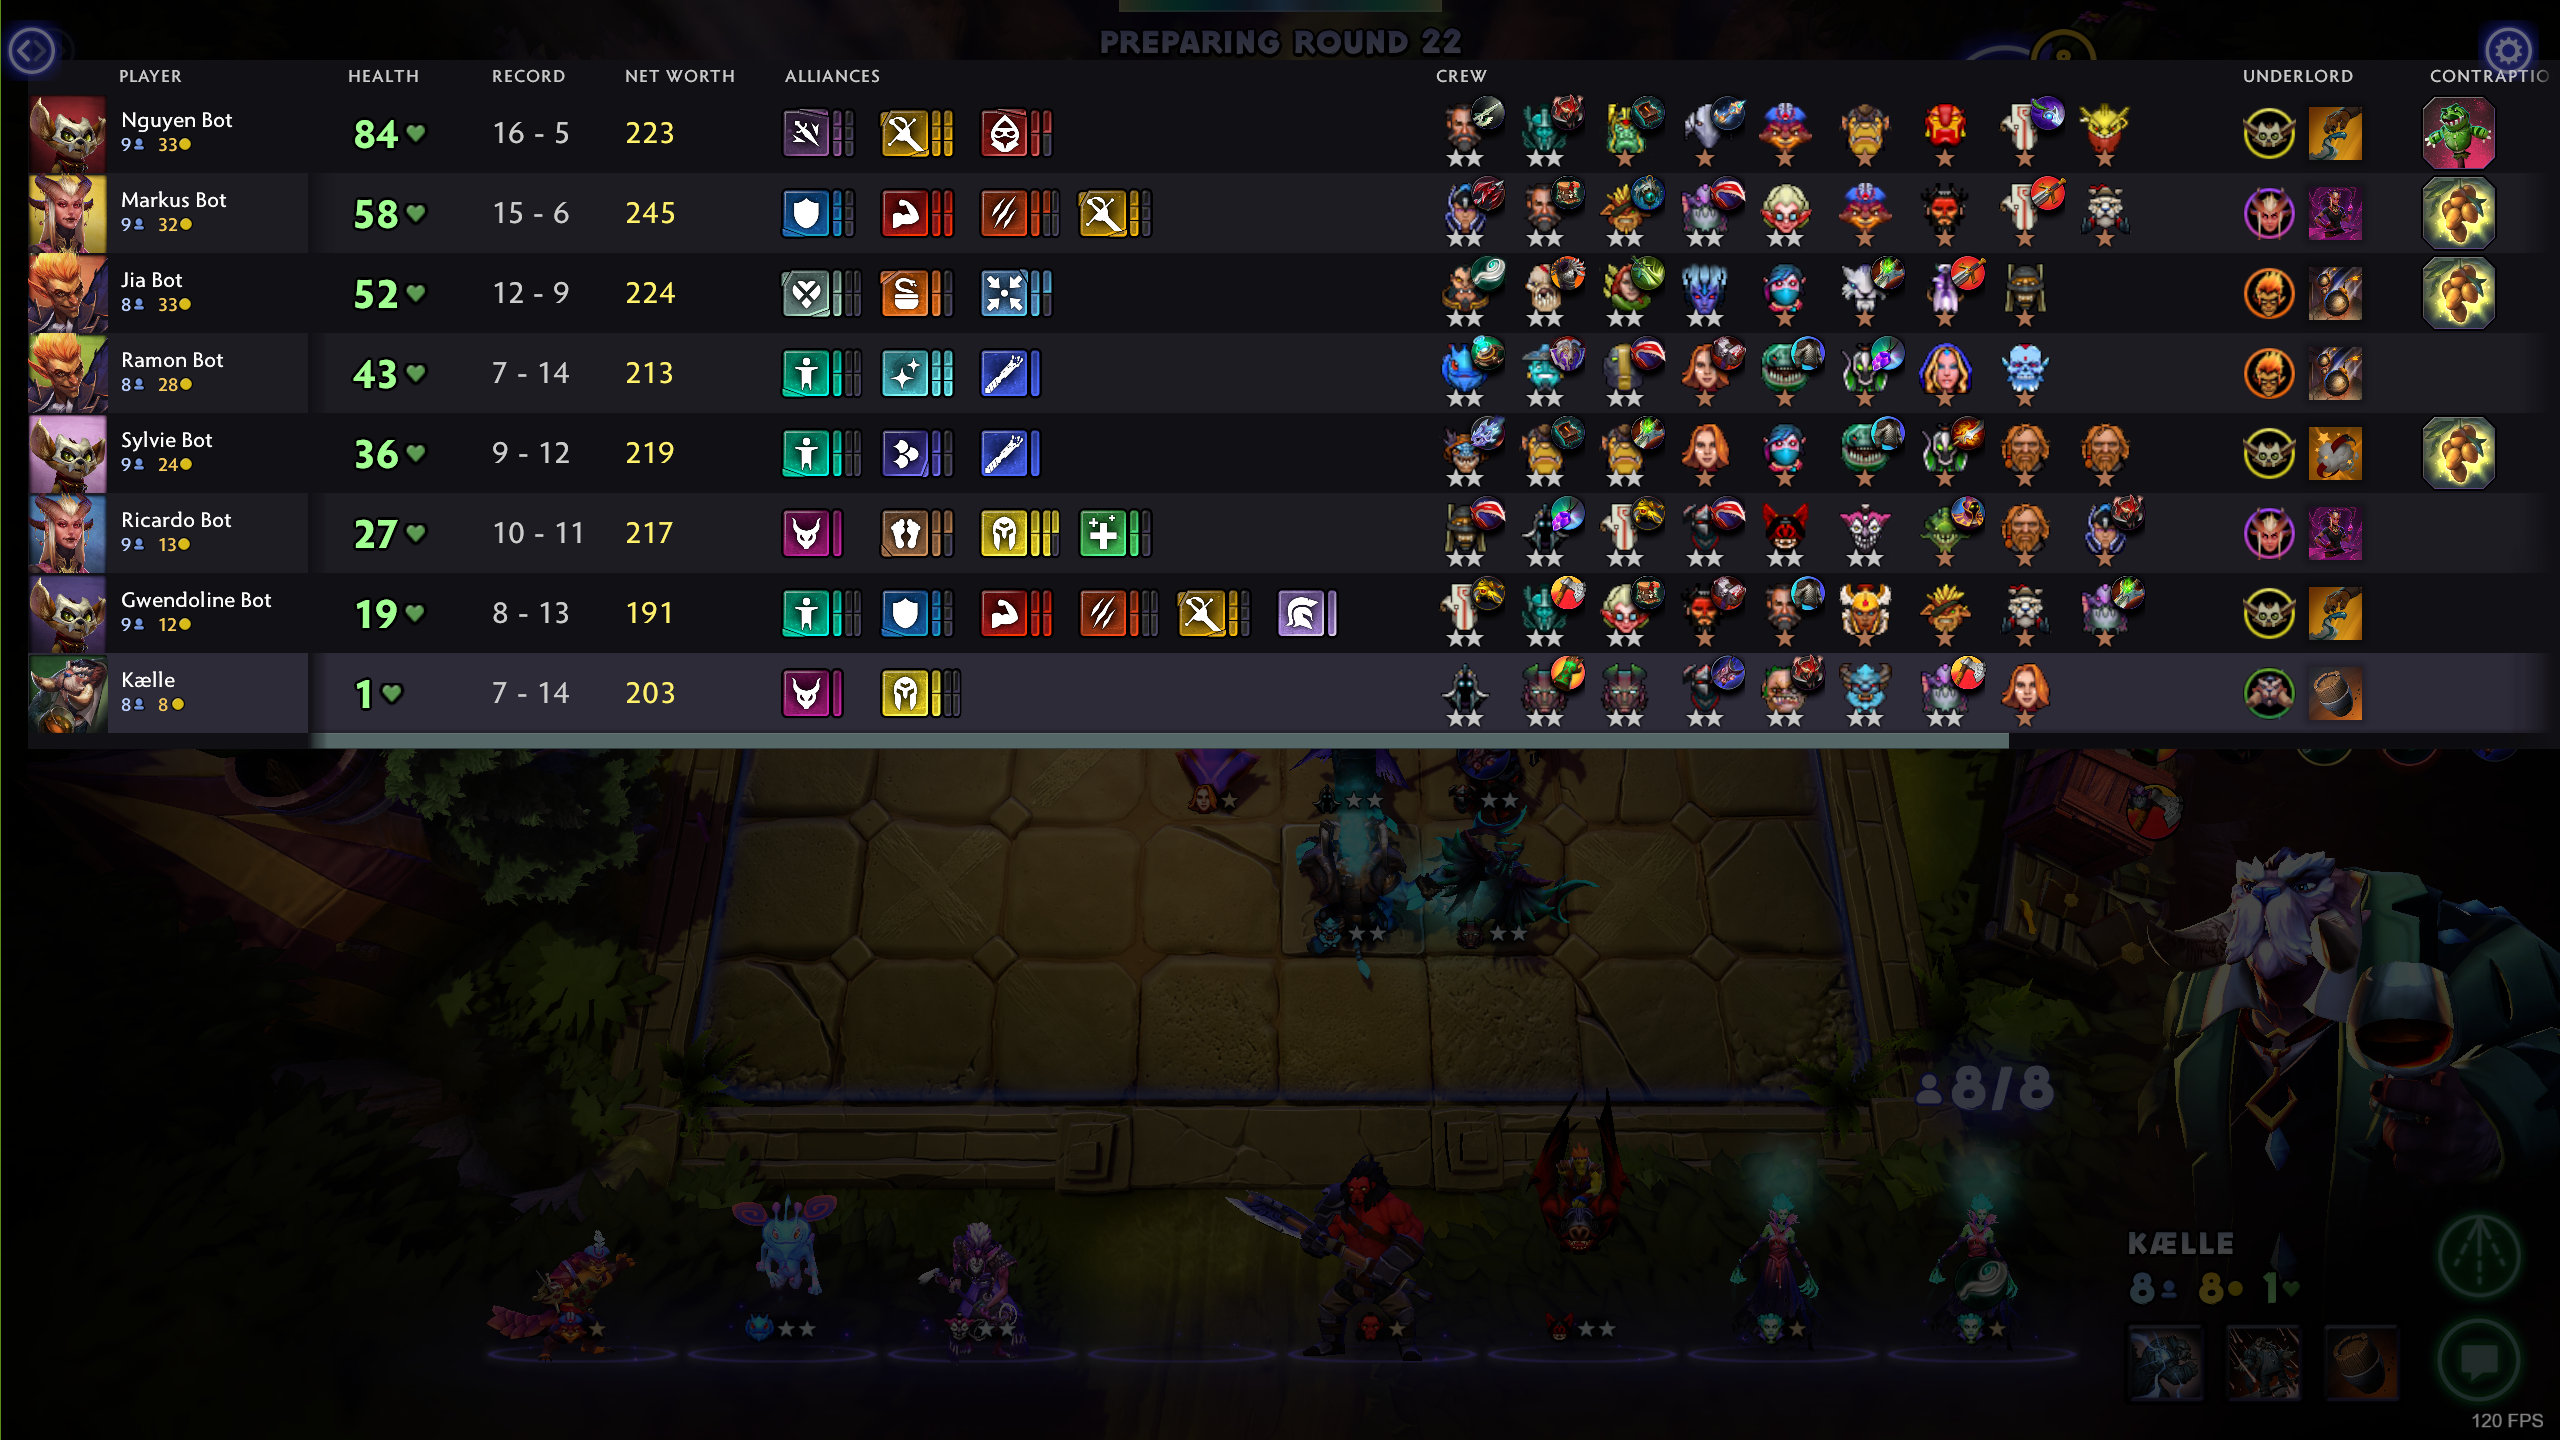 PREPARING ROUND 22
PLAYER HEALTH RECORD NET WORTH ALLIANCES CREW UNDERLORD CONTRAPTIO
Nguyen Bot
9 33
84 16 - 5 223
Markus Bot
9 32
58 15 - 6 245
Jia Bot
8 33
52 12 - 9 224
Ramon Bot
8 28
43 7 - 14 213
Sylvie Bot
9 24
36 9 - 12 219
Ricardo Bot
9 13
27 10 - 11 217
Gwendoline Bot
9 12
19 8 - 13 191
Kælle
8 8
1 7 - 14 203
8/8
KÆLLE
8 8 1
120 FPS